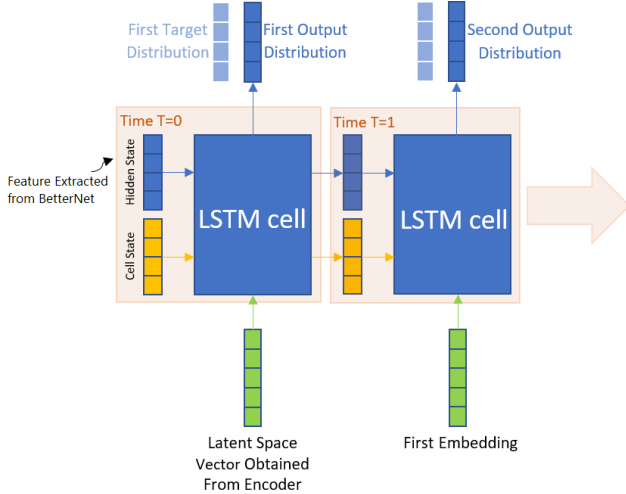 First Target
Distribution
First Output
Distribution
Second Output
Distribution
Time T=0
Time T=1
Hidden State
Cell State
Feature Extracted
from BetterNet
LSTM cell
LSTM cell
Latent Space
Vector Obtained
From Encoder
First Embedding